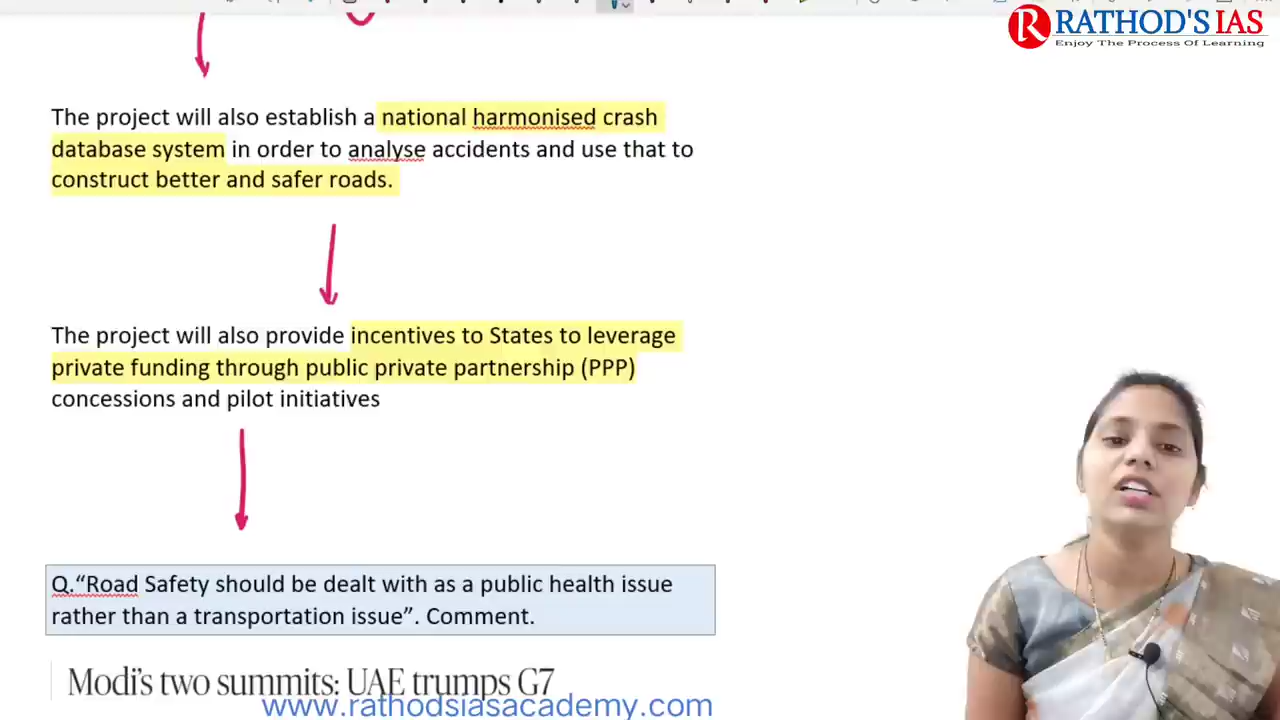 RATHOD'S IAS
Enjoy The Process Of Learning
The project will also establish a national harmonised crash
database system in order to analyse accidents and use that to
construct better and safer roads.
The project will also provide incentives to States to leverage
private funding through public private partnership (PPP)
concessions and pilot initiatives
Q.“Road Safety should be dealt with as a public health issue
rather than a transportation issue”. Comment.
Modi's two summits: UAE trumps G7
www.rathodsiasacademy.com